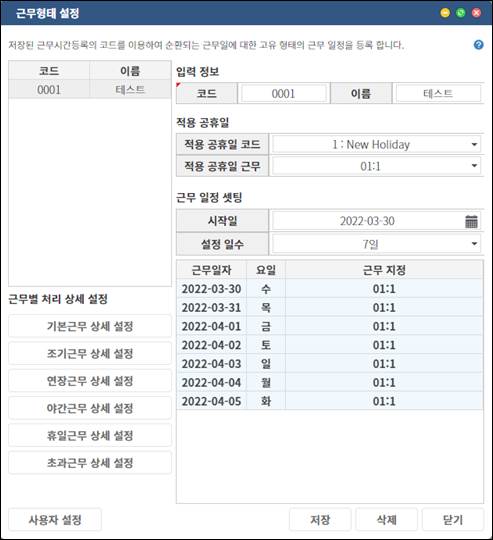 근무형태 설정
저장된 근무시간등록의 코드를 이용하여 순환되는 근무일에 대한 고유 형태의 근무 일정을 등록 합니다.
?
코드 이름
0001 테스트
입력 정보
코드 0001 이름 테스트
적용 공휴일
적용 공휴일 코드 1 : New Holiday
적용 공휴일 근무 01:1
근무 일정 셋팅
시작일 2022-03-30
설정 일수 7일
근무일자 요일 근무 지정
2022-03-30 수 01:1
2022-03-31 목 01:1
2022-04-01 금 01:1
2022-04-02 토 01:1
2022-04-03 일 01:1
2022-04-04 월 01:1
2022-04-05 화 01:1
근무별 처리 상세 설정
기본근무 상세 설정
조기근무 상세 설정
연장근무 상세 설정
야간근무 상세 설정
휴일근무 상세 설정
초과근무 상세 설정
사용자 설정 저장 삭제 닫기